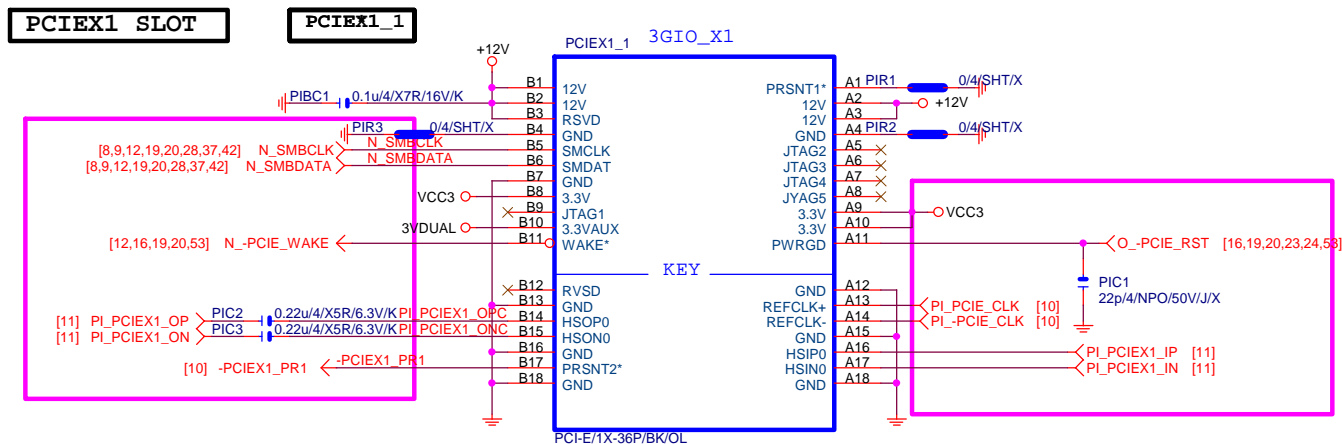 PCIEX1 SLOT
PCIEX1_1
PCIEX1_1 3GIO_X1
+12V
PIBC1 0.1u/4/X7R/16V/K
B1 12V
B2 12V
B3 RSVD
PIR3 0/4/SHT/X B4 GND
[8,9,12,19,20,28,37,42] N_SMBCLK N_SMBCLK B5 SMCLK
[8,9,12,19,20,28,37,42] N_SMBDATA N_SMBDATA B6 SMDAT
B7 GND
VCC3 B8 3.3V
B9 JTAG1
3VDUAL B10 3.3VAUX
[12,16,19,20,53] N_-PCIE_WAKE B11 WAKE*
KEY
B12 RVSD
B13 GND
[11] PI_PCIEX1_OP PIC2 0.22u/4/X5R/6.3V/K PI_PCIEX1_OPC B14 HSOP0
[11] PI_PCIEX1_ON PIC3 0.22u/4/X5R/6.3V/K PI_PCIEX1_ONC B15 HSON0
B16 GND
[10] -PCIEX1_PR1 -PCIEX1_PR1 B17 PRSNT2*
B18 GND
PRSNT1* A1 PIR1 0/4/SHT/X
12V A2 +12V
12V A3
GND A4 PIR2 0/4/SHT/X
JTAG2 A5
JTAG3 A6
JTAG4 A7
JYAG5 A8
3.3V A9 VCC3
3.3V A10
PWRGD A11 O_-PCIE_RST [16,19,20,23,24,53]
PIC1
22p/4/NPO/50V/J/X
GND A12
REFCLK+ A13 PI_PCIE_CLK [10]
REFCLK- A14 PI_-PCIE_CLK [10]
GND A15
HSIP0 A16 PI_PCIEX1_IP [11]
HSIN0 A17 PI_PCIEX1_IN [11]
GND A18
PCI-E/1X-36P/BK/OL